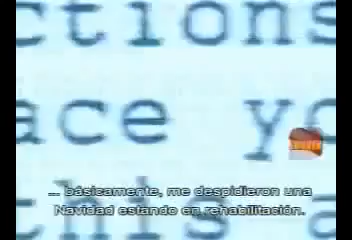 ctions
ace yo
... básicamente, me despidieron una
Navidad estando en rehabilitación.
this a